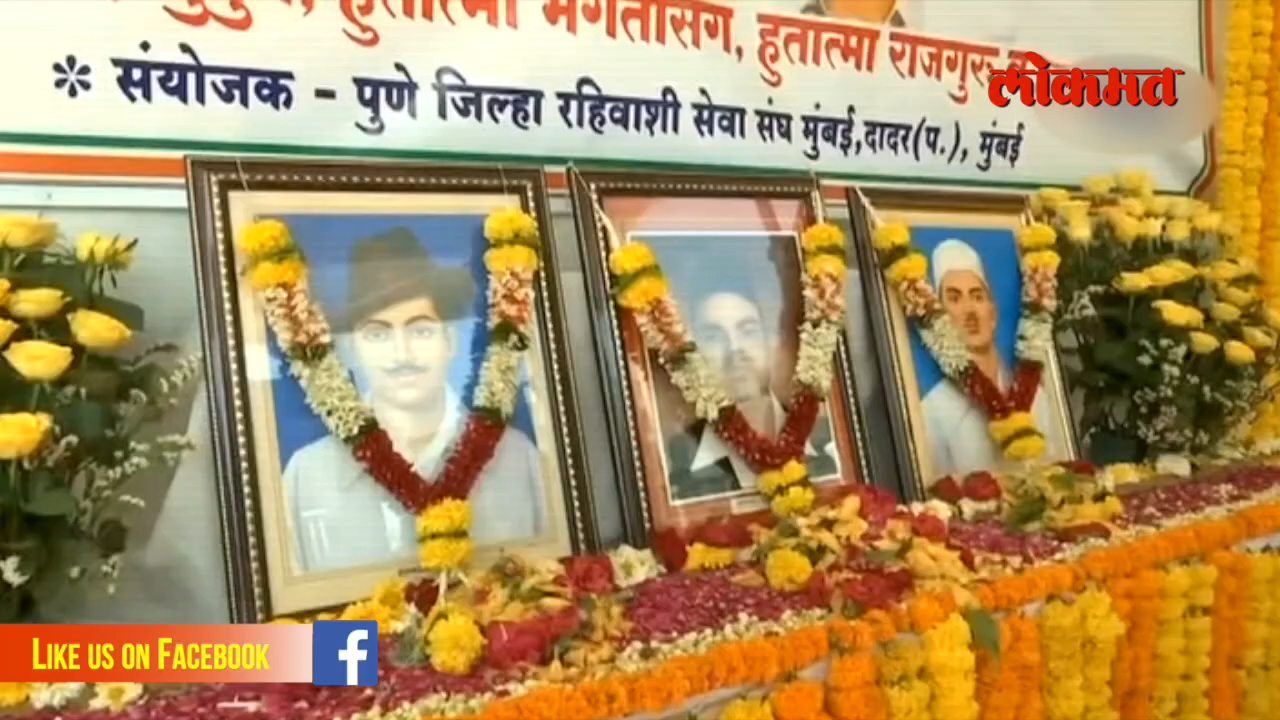 हुतात्मा भगतसिंग, हुतात्मा राजगुरु
लोकमत
* संयोजक - पुणे जिल्हा रहिवाशी सेवा संघ मुंबई,दादर(प.), मुंबई
LIKE US ON FACEBOOK
f